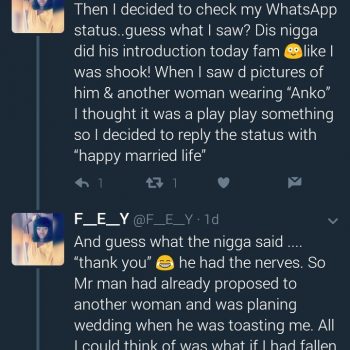 Then I decided to check my WhatsApp
status..guess what I saw? Dis nigga
did his introduction today fam 🙄like I
was shook! When I saw d pictures of
him & another woman wearing “Anko”
I thought it was a play play something
so I decided to reply the status with
“happy married life”
1 1
F__E__Y @F__E__Y · 1d
And guess what the nigga said ....
“thank you” 😂 he had the nerves. So
Mr man had already proposed to
another woman and was planing
wedding when he was toasting me. All
I could think of was what if I had fallen